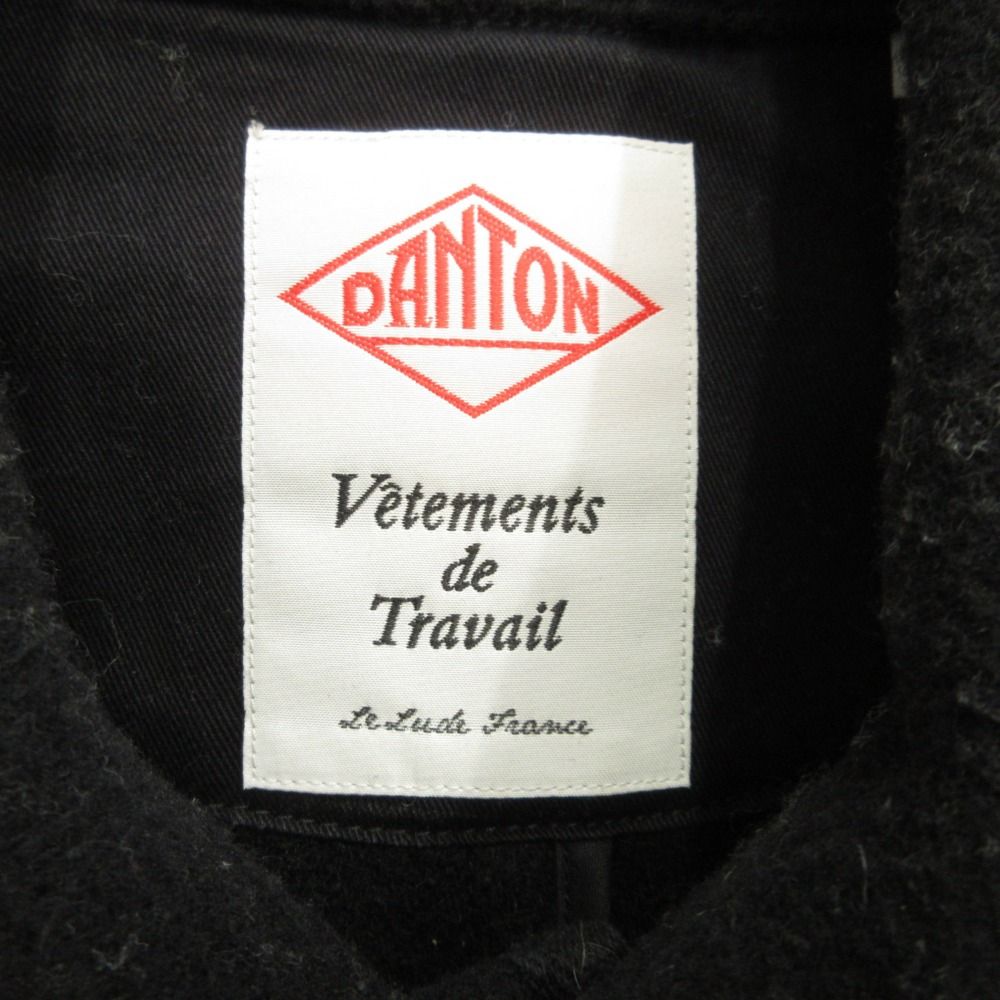 DANTON
Vêtements
de
Travail
Le Lude France